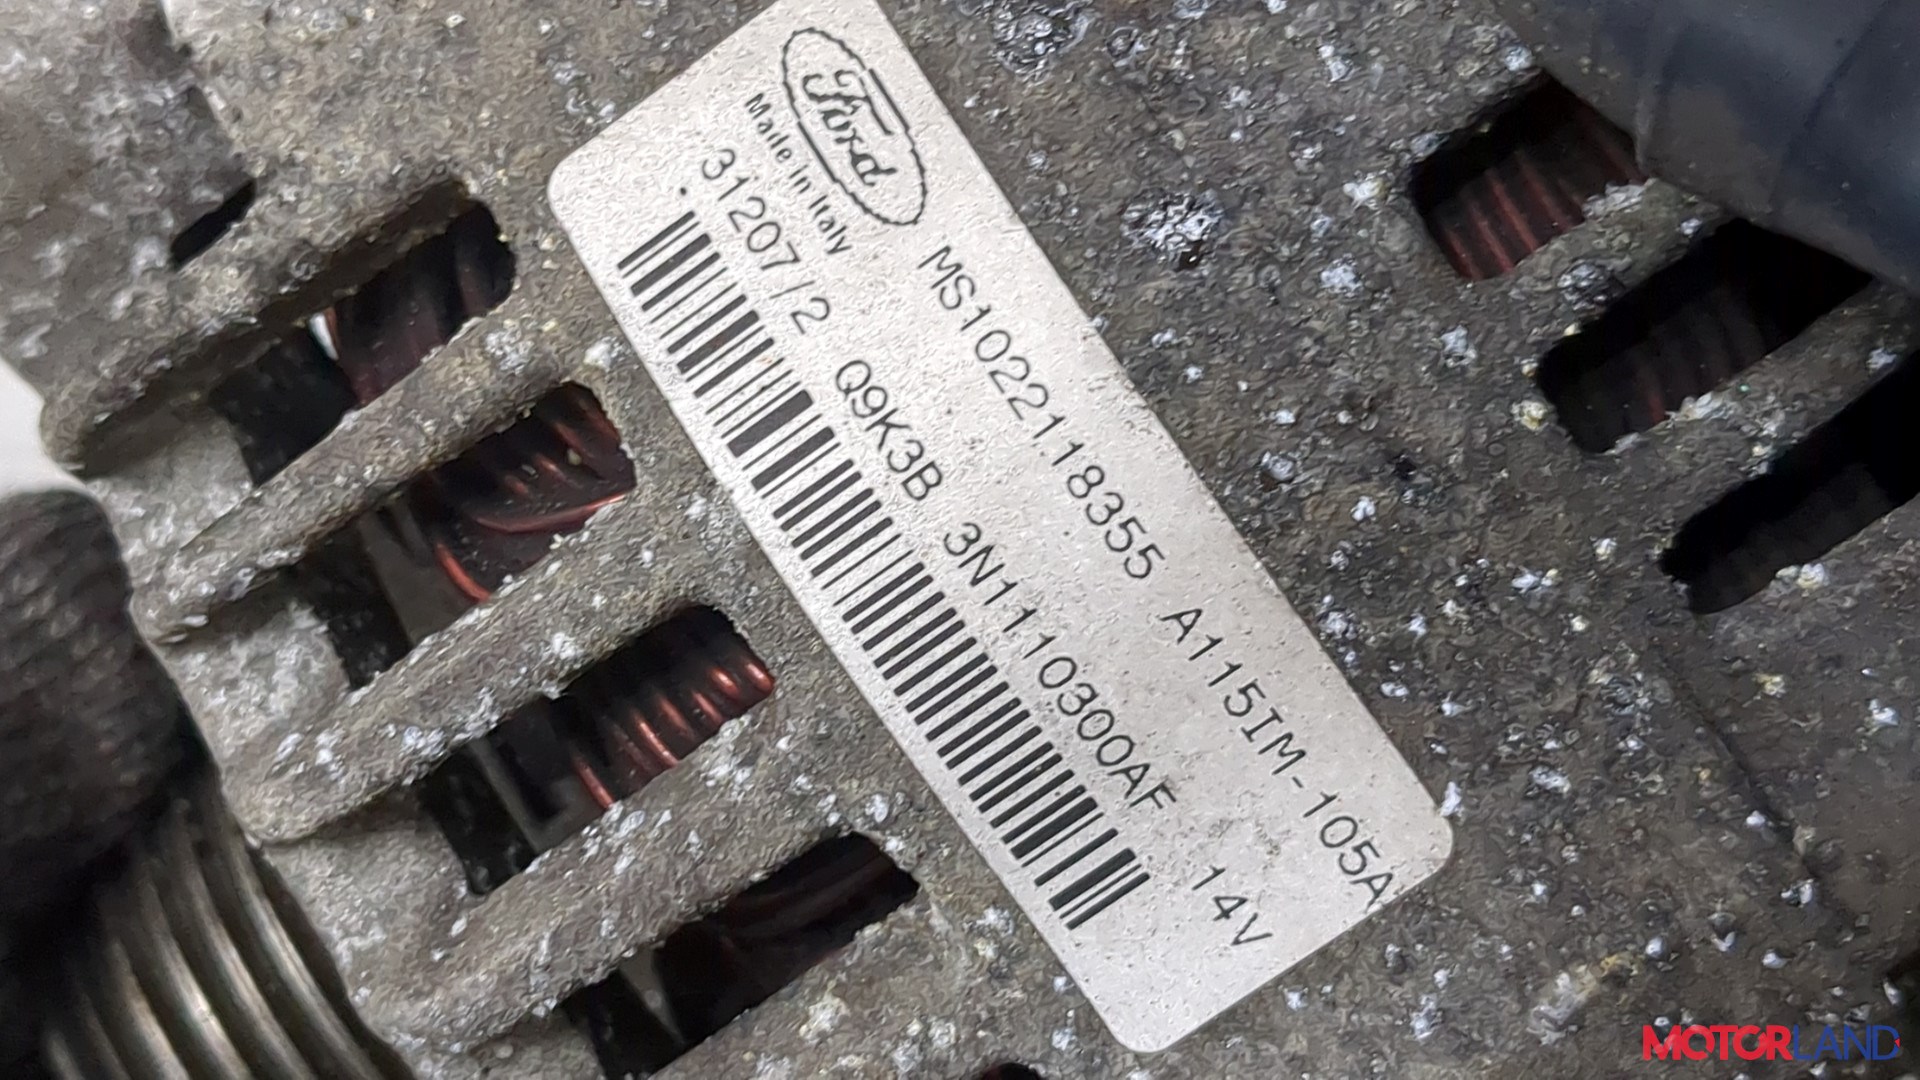 Ford
Made in Italy
MS1022118355 A115IM-105A
31207/2 Q9K3B 3N1110300AF 14V
MOTORLAND